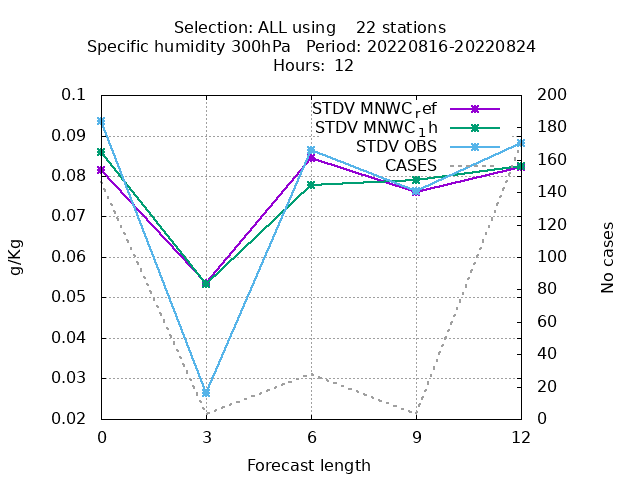 Selection: ALL using    22 stations
Specific humidity 300hPa   Period: 20220816-20220824
Hours:  12
0.1
0.09
0.08
0.07
0.06
0.05
0.04
0.03
0.02
g/Kg
STDV MNWCref
STDV MNWC1h
STDV OBS
CASES
200
180
160
140
120
100
80
60
40
20
0
No cases
0 3 6 9 12
Forecast length